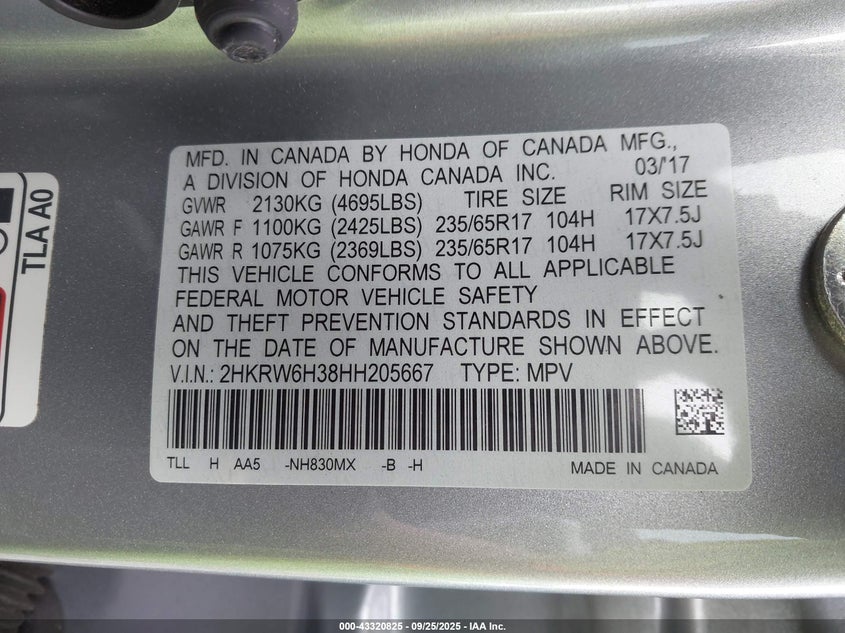 MFD. IN CANADA BY HONDA OF CANADA MFG.,
A DIVISION OF HONDA CANADA INC. 03/'17
GVWR 2130KG (4695LBS) TIRE SIZE RIM SIZE
GAWR F 1100KG (2425LBS) 235/65R17 104H 17X7.5J
GAWR R 1075KG (2369LBS) 235/65R17 104H 17X7.5J
THIS VEHICLE CONFORMS TO ALL APPLICABLE
FEDERAL MOTOR VEHICLE SAFETY
AND THEFT PREVENTION STANDARDS IN EFFECT
ON THE DATE OF MANUFACTURE SHOWN ABOVE.
V.I.N.: 2HKRW6H38HH205667 TYPE: MPV
TLL H AA5 -NH830MX -B -H MADE IN CANADA
TLA A0
000-43320825 - 09/25/2025 - IAA Inc.